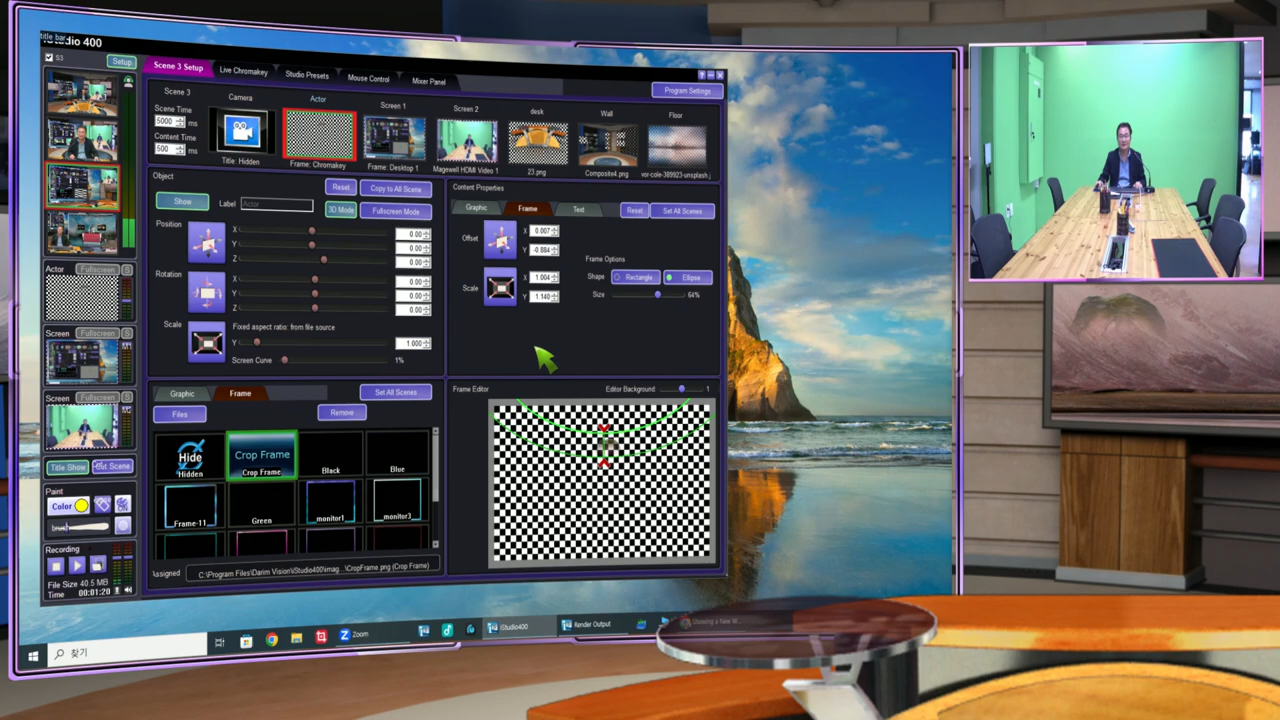 title bar
iStudio 400
S3
Setup
Scene 3 Setup
Live Chromakey
Studio Presets
Mouse Control
Mixer Panel
Program Settings
Scene 3
Scene Time
5000 ms
Content Time
500 ms
Camera
Title: Hidden
Actor
Frame: Chromakey
Screen 1
Frame: Desktop 1
Screen 2
Magewell HDMI Video 1
desk
23.png
Wall
Composite4.png
Floor
vor-cole-389923-unsplash.j
Object
Reset
Copy to All Scene
Show
Label
Actor
3D Mode
Fullscreen Mode
Position
X
0.00
Y
0.00
Z
0.00
Rotation
X
0.00
Y
0.00
Z
0.00
Scale
Fixed aspect ratio: from file source
Y
1.000
Screen Curve
1%
Content Properties
Graphic
Frame
Text
Reset
Set All Scenes
Offset
X
0.007
Y
-0.884
Scale
X
1.004
Y
1.140
Frame Options
Shape
Rectangle
Ellipse
Size
64%
Actor
Fullscreen
S
Screen
Fullscreen
S
Screen
Fullscreen
S
Title Show
Cut Scene
Paint
Color
brush
Recording
File Size 40.5 MB
Time 00:01:20
Graphic
Frame
Set All Scenes
Files
Remove
Hide
Hidden
Crop Frame
Crop Frame
Black
Blue
Frame-11
Green
monitor1
monitor3
Assigned
C:\Program Files\Darim Vision\iStudio400\imag...\CropFrame.png (Crop Frame)
Frame Editor
Editor Background:
1
찾기
Zoom
iStudio400
Render Output
Showing a New W...